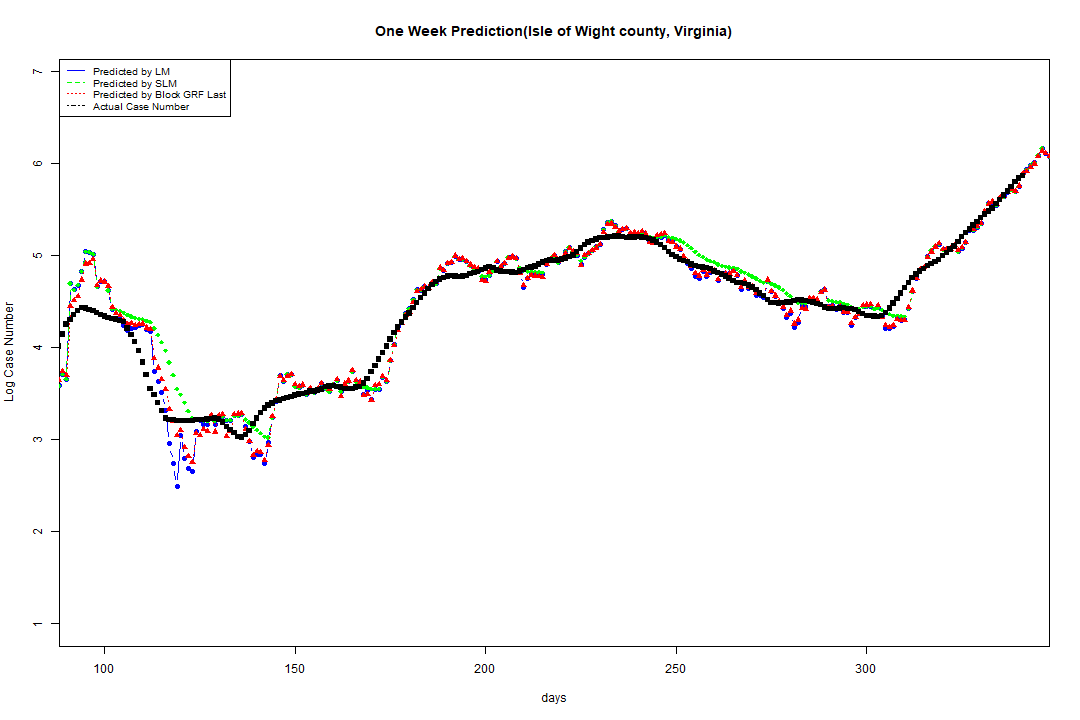 One Week Prediction(Isle of Wight county, Virginia)
Predicted by LM
Predicted by SLM
Predicted by Block GRF Last
Actual Case Number
7
6
5
4
3
2
1
Log Case Number
100 150 200 250 300
days